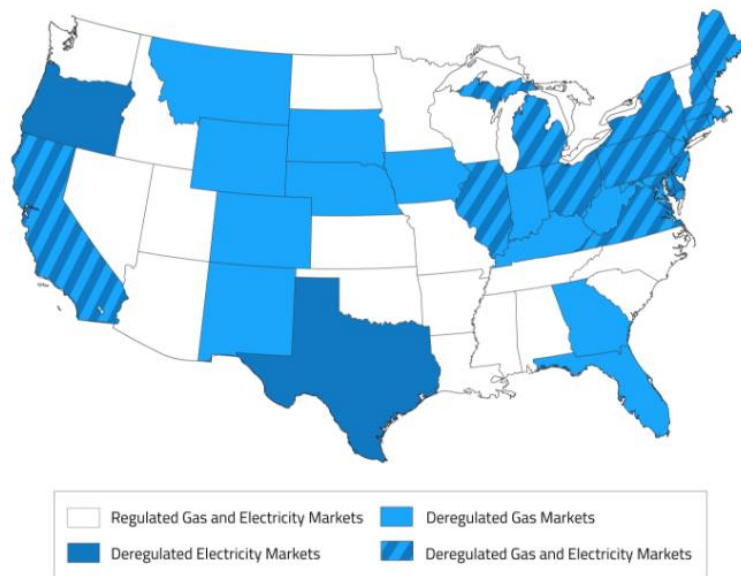 Regulated Gas and Electricity Markets
Deregulated Gas Markets
Deregulated Electricity Markets
Deregulated Gas and Electricity Markets